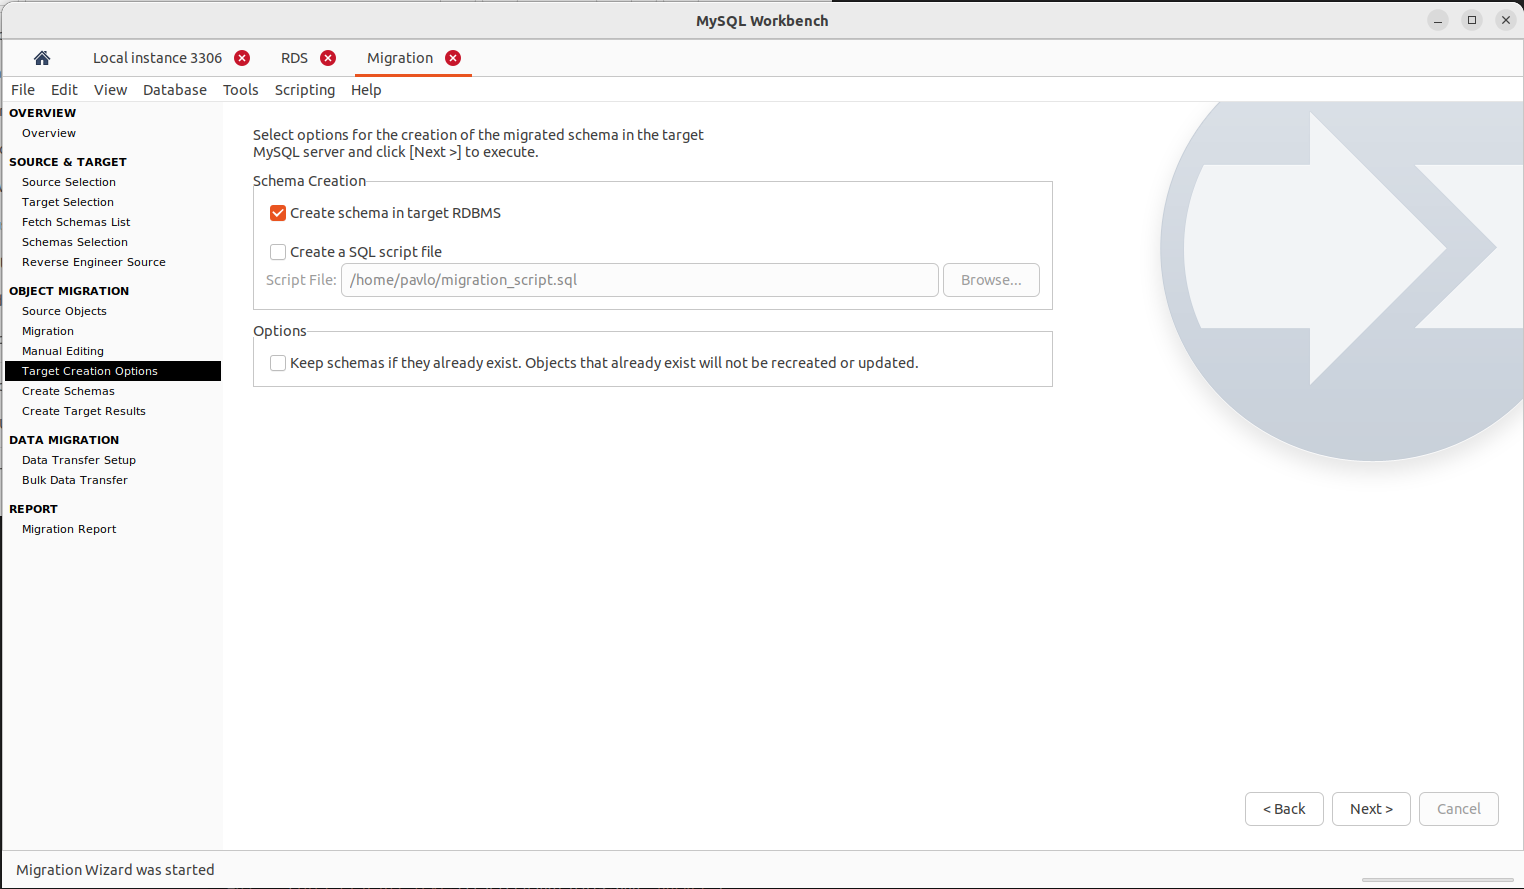 MySQL Workbench
Local instance 3306
RDS
Migration
File Edit View Database Tools Scripting Help
OVERVIEW
Overview
SOURCE & TARGET
Source Selection
Target Selection
Fetch Schemas List
Schemas Selection
Reverse Engineer Source
OBJECT MIGRATION
Source Objects
Migration
Manual Editing
Target Creation Options
Create Schemas
Create Target Results
DATA MIGRATION
Data Transfer Setup
Bulk Data Transfer
REPORT
Migration Report
Select options for the creation of the migrated schema in the target
MySQL server and click [Next >] to execute.
Schema Creation
Create schema in target RDBMS
Create a SQL script file
Script File: /home/pavlo/migration_script.sql Browse...
Options
Keep schemas if they already exist. Objects that already exist will not be recreated or updated.
< Back Next > Cancel
Migration Wizard was started